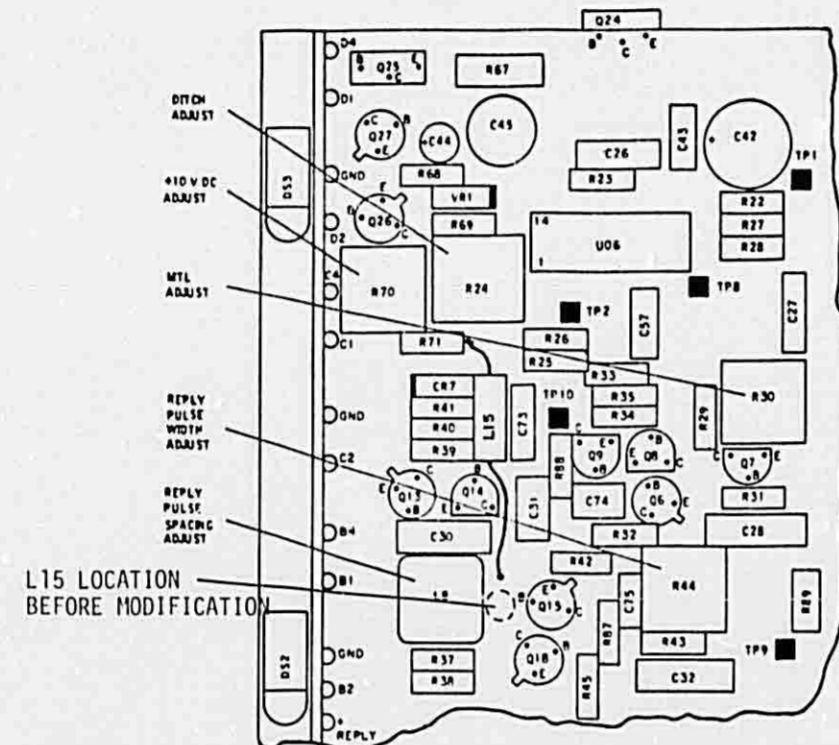 Q24
B C E
D4
B Q25 E
C
R67
D1
DITCH
ADJUST
C B
Q27
E
C44
C45
C26
C43
C42
TP1
GND
R68
R23
DS3
+10 V DC
ADJUST
VR1
R22
E
B Q26
C
R69
14
U06
1
R27
R28
D2
MTL
ADJUST
R70
R24
TP8
C27
TP2
C57
C1
R71
R26
R25
R33
CR7
L15
C73
R35
R29
R30
REPLY
PULSE
WIDTH
ADJUST
R41
TP10
R34
GND
R40
R39
R88
C E
Q9
B
B
Q8
E C
C E
Q7
B
C2
REPLY
PULSE
SPACING
ADJUST
C
E Q13
B
B
Q14
E C
C31
C74
B
Q6 E
C
R31
B4
C30
R32
C28
R42
L15 LOCATION
BEFORE MODIFICATION
B1
L8
E
B Q15
C
C75
R44
R89
R87
GND
R37
C B
Q18
E
R43
TP9
DS2
B2
R38
R45
C32
+
REPLY